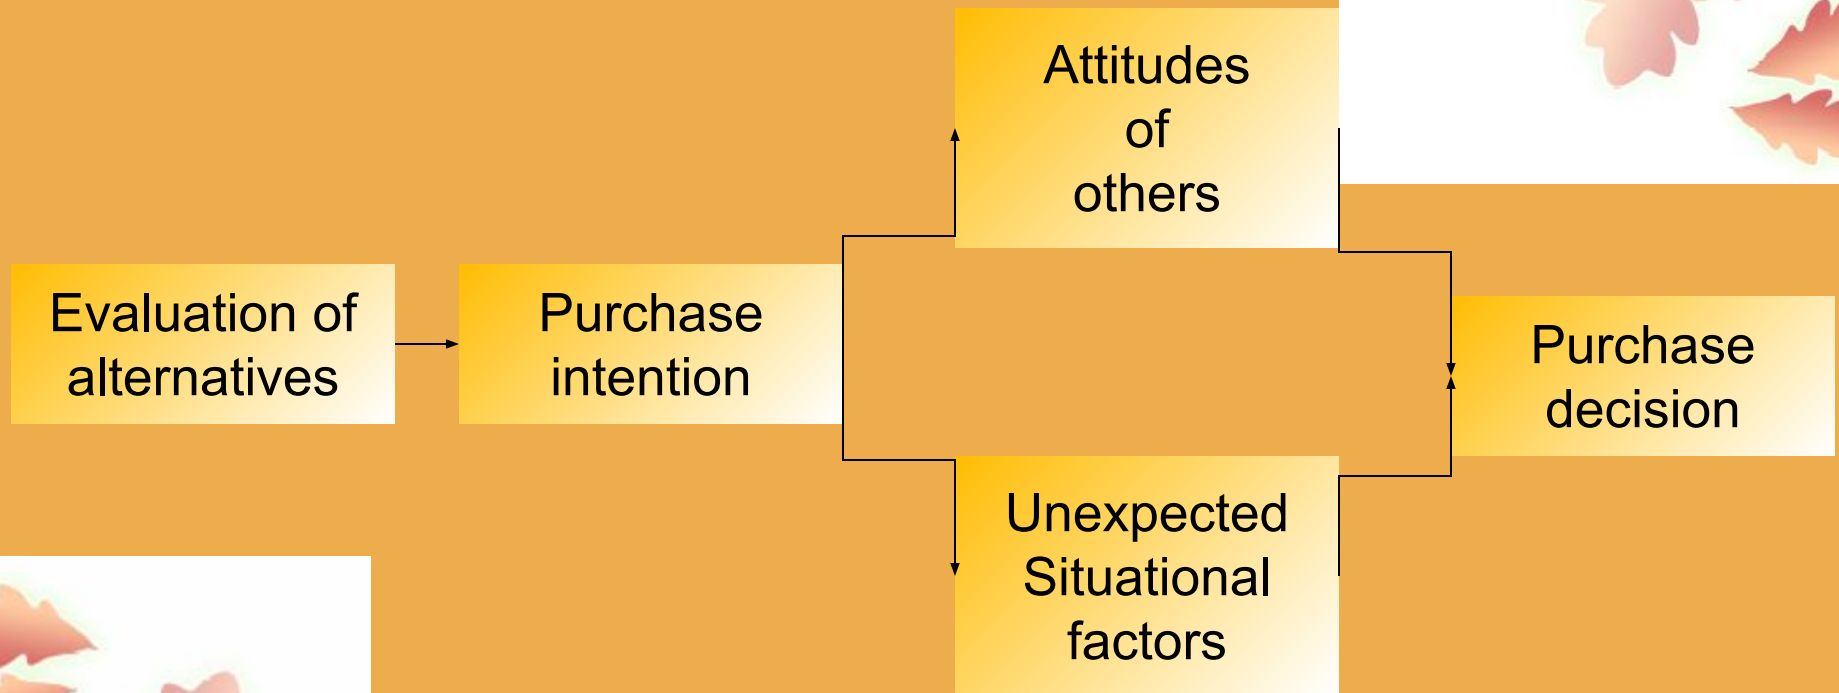 Evaluation of
alternatives
Purchase
intention
Attitudes
of
others
Unexpected
Situational
factors
Purchase
decision